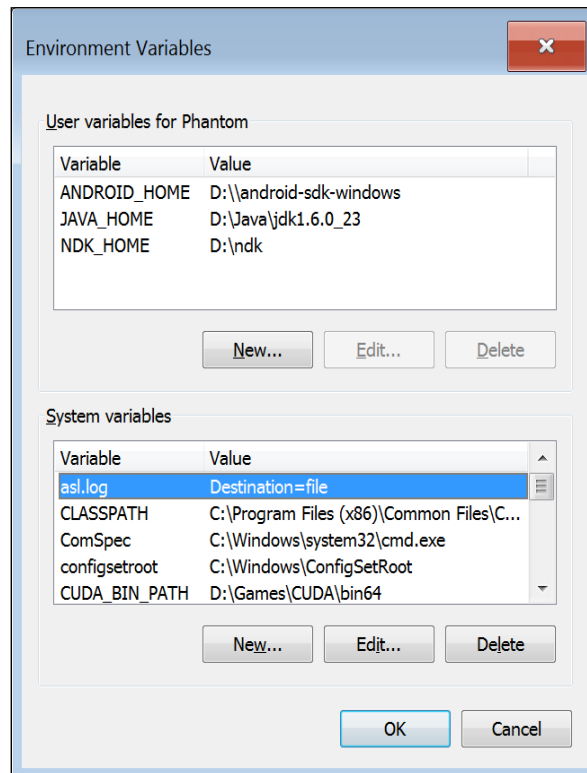 Environment Variables
User variables for Phantom
Variable Value
ANDROID_HOME D:\\android-sdk-windows
JAVA_HOME D:\Java\jdk1.6.0_23
NDK_HOME D:\ndk
New... Edit... Delete
System variables
Variable Value
asl.log Destination=file
CLASSPATH C:\Program Files (x86)\Common Files\C...
ComSpec C:\Windows\system32\cmd.exe
configsetroot C:\Windows\ConfigSetRoot
CUDA_BIN_PATH D:\Games\CUDA\bin64
New... Edit... Delete
OK Cancel